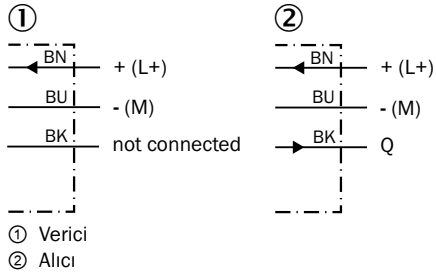 ① ②
BN + (L+) BN + (L+)
BU - (M) BU - (M)
BK not connected BK Q
① Verici
② Alıcı